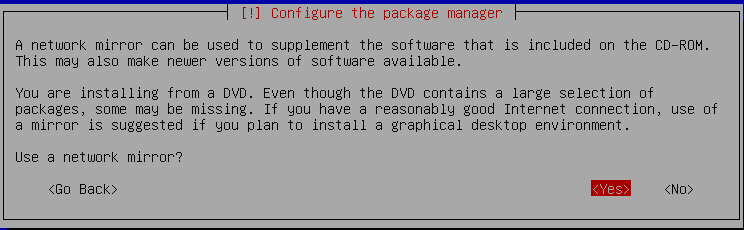 [!] Configure the package manager
A network mirror can be used to supplement the software that is included on the CD-ROM.
This may also make newer versions of software available.
You are installing from a DVD. Even though the DVD contains a large selection of
packages, some may be missing. If you have a reasonably good Internet connection, use of
a mirror is suggested if you plan to install a graphical desktop environment.
Use a network mirror?
<Go Back> <Yes> <No>